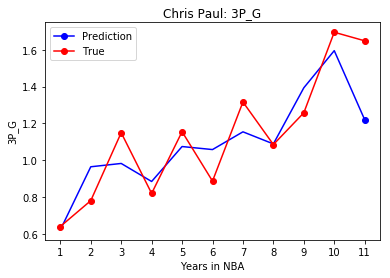 Chris Paul: 3P_G
Prediction
True
1.6
1.4
1.2
1.0
0.8
0.6
3P_G
1 2 3 4 5 6 7 8 9 10 11
Years in NBA